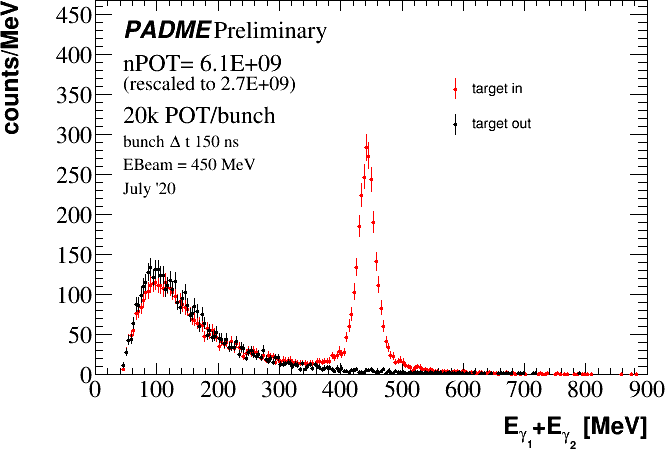 counts/MeV
450
400
350
300
250
200
150
100
50
0
PADME Preliminary
nPOT= 6.1E+09
(rescaled to 2.7E+09)
20k POT/bunch
bunch Δ t 150 ns
EBeam = 450 MeV
July '20
target in
target out
0 100 200 300 400 500 600 700 800 900
Eγ1+Eγ2 [MeV]